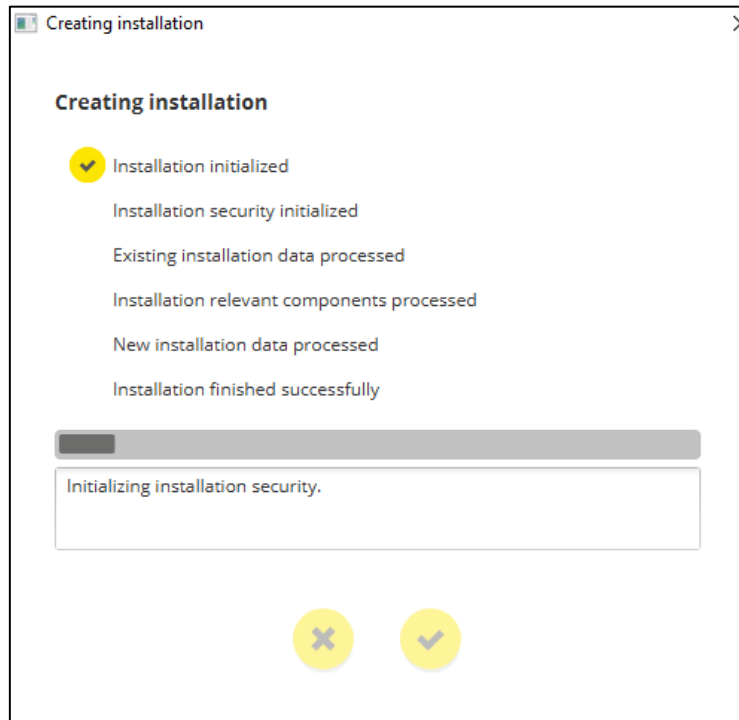 Creating installation
Creating installation
Installation initialized
Installation security initialized
Existing installation data processed
Installation relevant components processed
New installation data processed
Installation finished successfully
Initializing installation security.